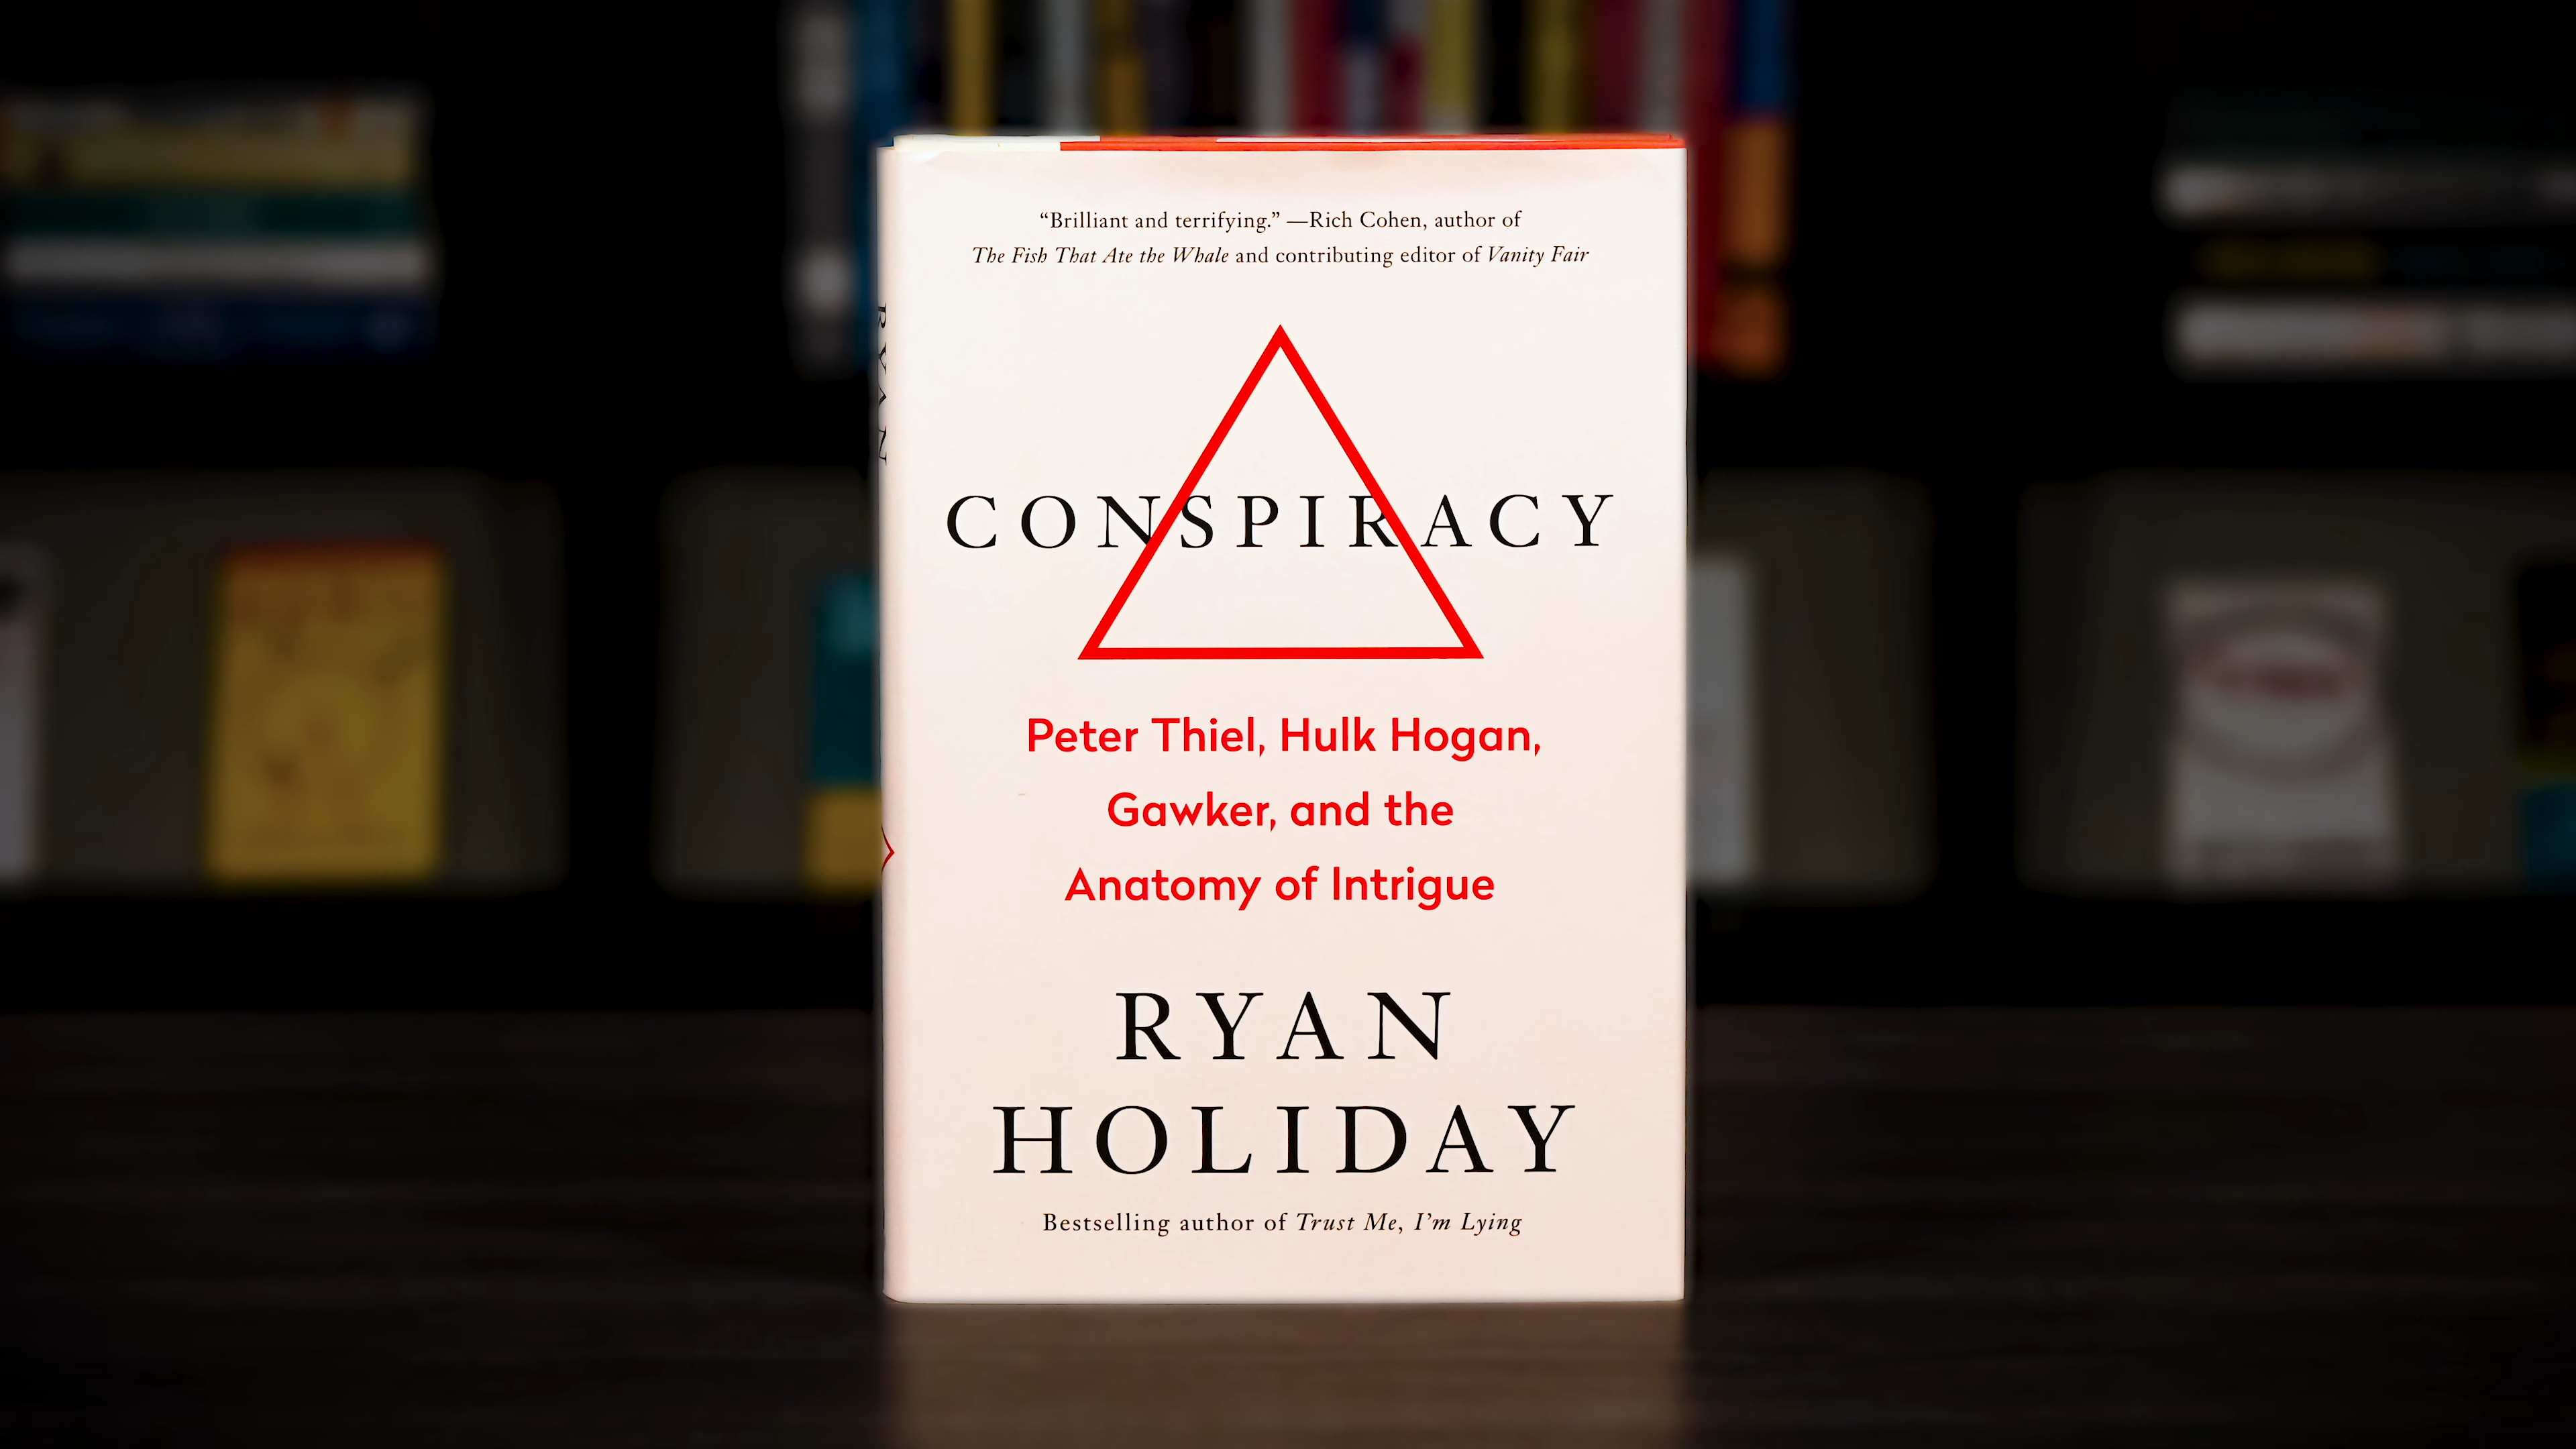 “Brilliant and terrifying.” —Rich Cohen, author of
The Fish That Ate the Whale and contributing editor of Vanity Fair
CONSPIRACY
Peter Thiel, Hulk Hogan,
Gawker, and the
Anatomy of Intrigue
RYAN
HOLIDAY
Bestselling author of Trust Me, I’m Lying
RYAN